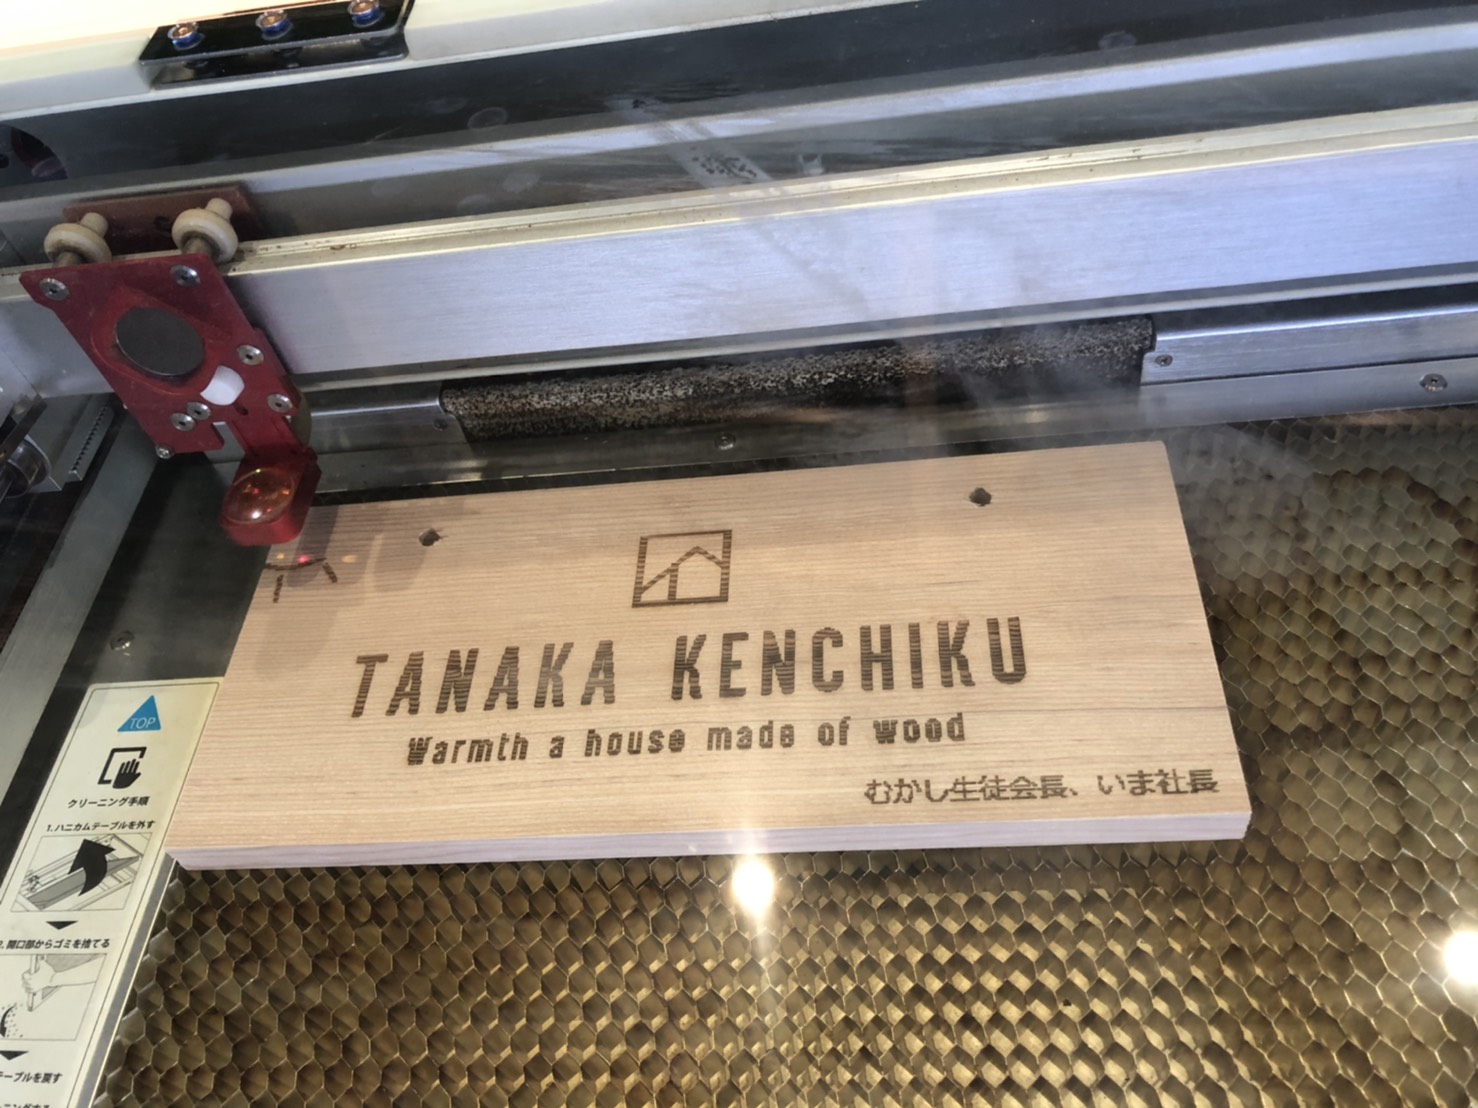 TANAKA KENCHIKU
Warmth a house made of wood
むかし生徒会長、いま社長
TOP
クリーニング手順
1.ハニカムテーブルを外す
2.開口部からゴミを捨てる
テーブルを戻す